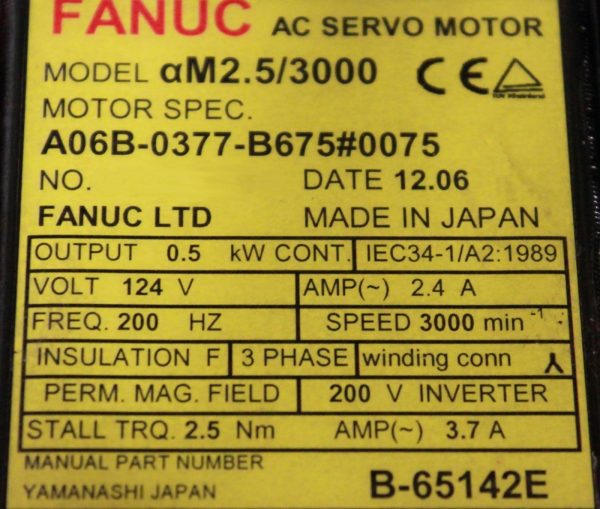 FANUC AC SERVO MOTOR
MODEL αM2.5/3000 CE TÜV Rheinland
MOTOR SPEC.
A06B-0377-B675#0075
NO. DATE 12.06
FANUC LTD MADE IN JAPAN
OUTPUT 0.5 kW CONT. IEC34-1/A2:1989
VOLT 124 V AMP(~) 2.4 A
FREQ. 200 HZ SPEED 3000 min⁻¹
INSULATION F 3 PHASE winding conn
PERM. MAG. FIELD 200 V INVERTER
STALL TRQ. 2.5 Nm AMP(~) 3.7 A
MANUAL PART NUMBER
YAMANASHI JAPAN B-65142E